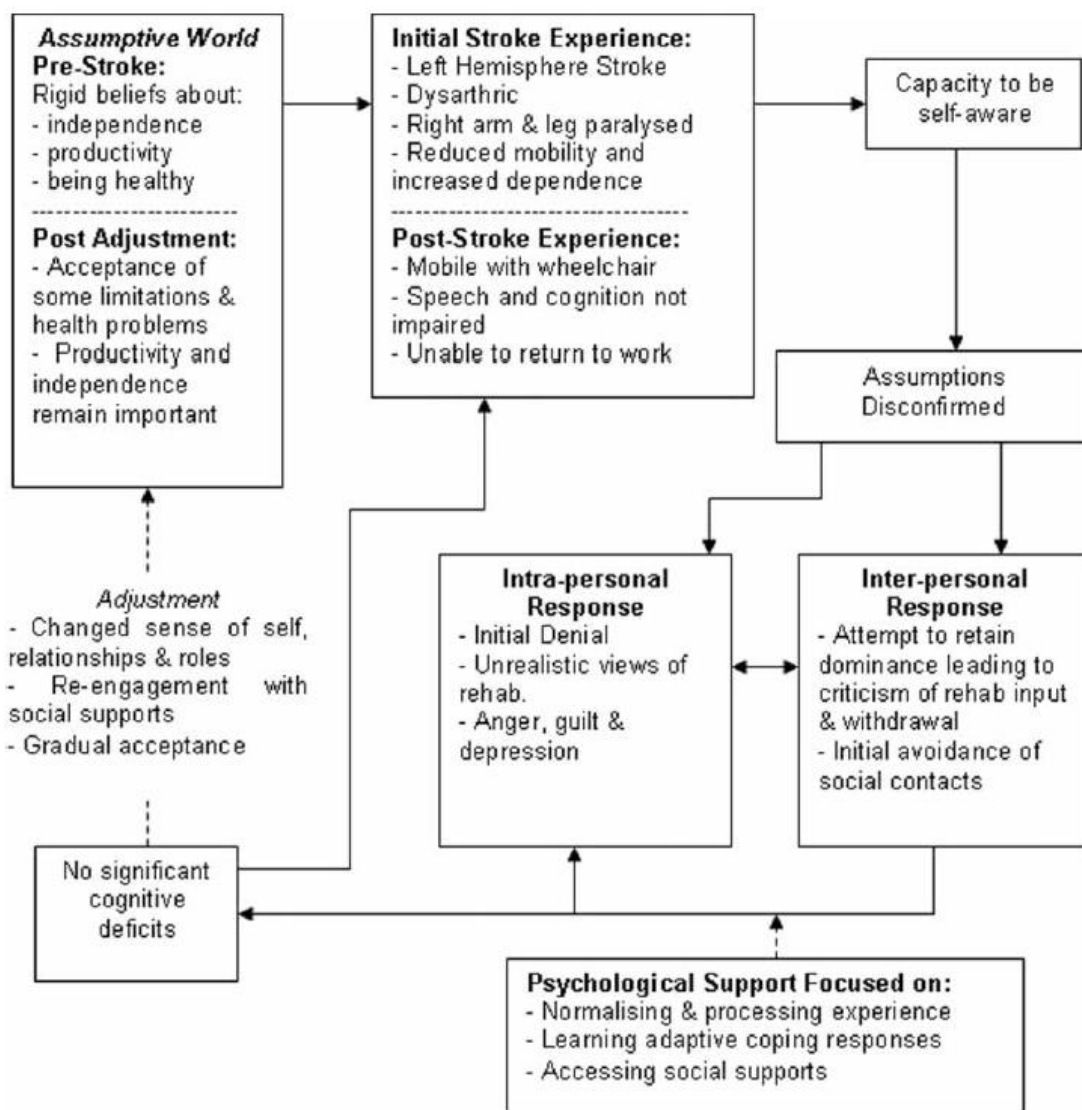 Assumptive World
Pre-Stroke:
Rigid beliefs about:
- independence
- productivity
- being healthy
-------------------------
Post Adjustment:
- Acceptance of
some limitations &
health problems
- Productivity and
independence
remain important
Initial Stroke Experience:
- Left Hemisphere Stroke
- Dysarthric
- Right arm & leg paralysed
- Reduced mobility and
increased dependence
------------------------------------
Post-Stroke Experience:
- Mobile with wheelchair
- Speech and cognition not
impaired
- Unable to return to work
Capacity to be
self-aware
Assumptions
Disconfirmed
Intra-personal
Response
- Initial Denial
- Unrealistic views of
rehab.
- Anger, guilt &
depression
Inter-personal
Response
- Attempt to retain
dominance leading to
criticism of rehab input
& withdrawal
- Initial avoidance of
social contacts
Adjustment
- Changed sense of self,
relationships & roles
- Re-engagement with
social supports
- Gradual acceptance
No significant
cognitive
deficits
Psychological Support Focused on:
- Normalising & processing experience
- Learning adaptive coping responses
- Accessing social supports